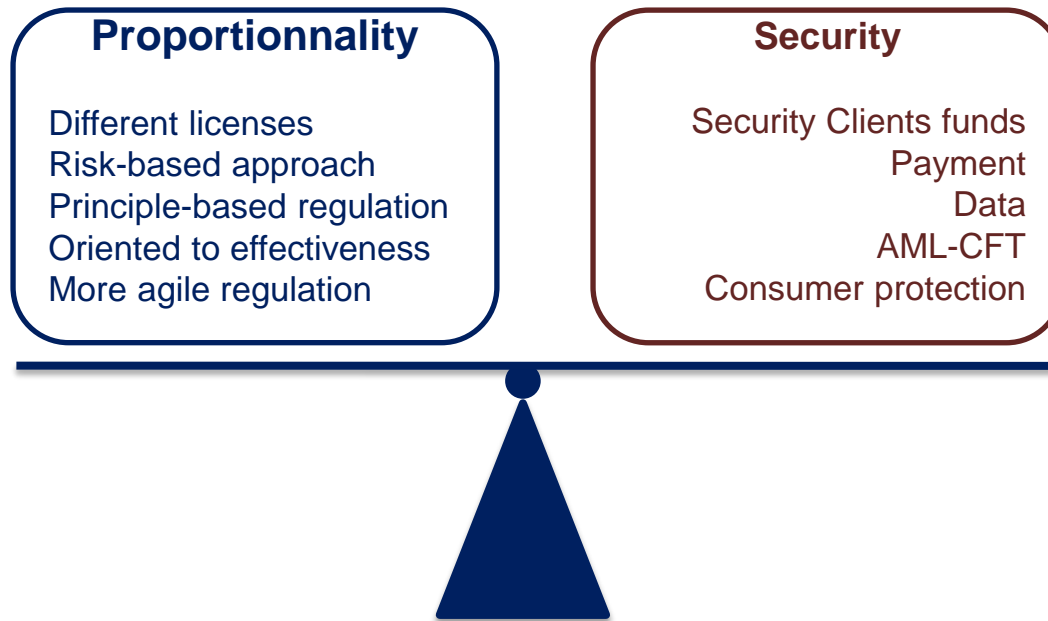 Proportionnality
Different licenses
Risk-based approach
Principle-based regulation
Oriented to effectiveness
More agile regulation
Security
Security Clients funds
Payment
Data
AML-CFT
Consumer protection